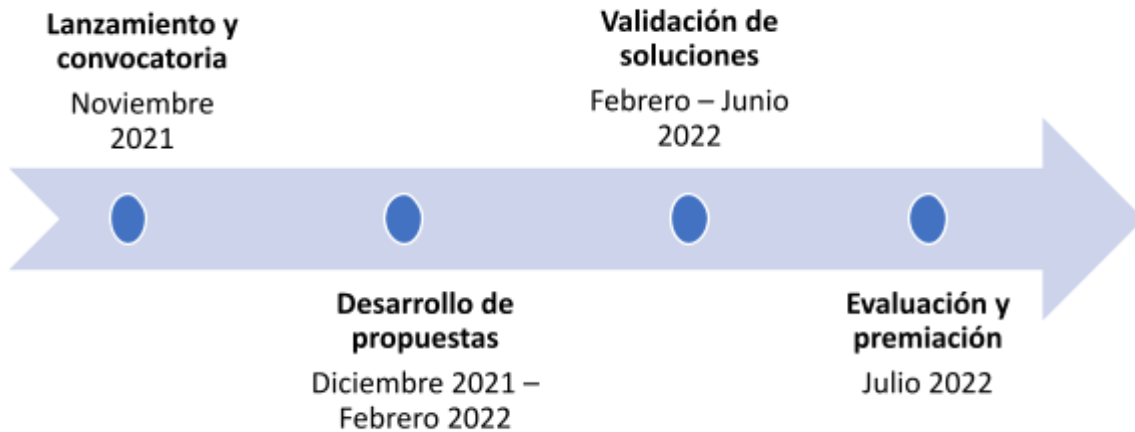 Lanzamiento y
convocatoria
Noviembre
2021
Desarrollo de
propuestas
Diciembre 2021 –
Febrero 2022
Validación de
soluciones
Febrero – Junio
2022
Evaluación y
premiación
Julio 2022